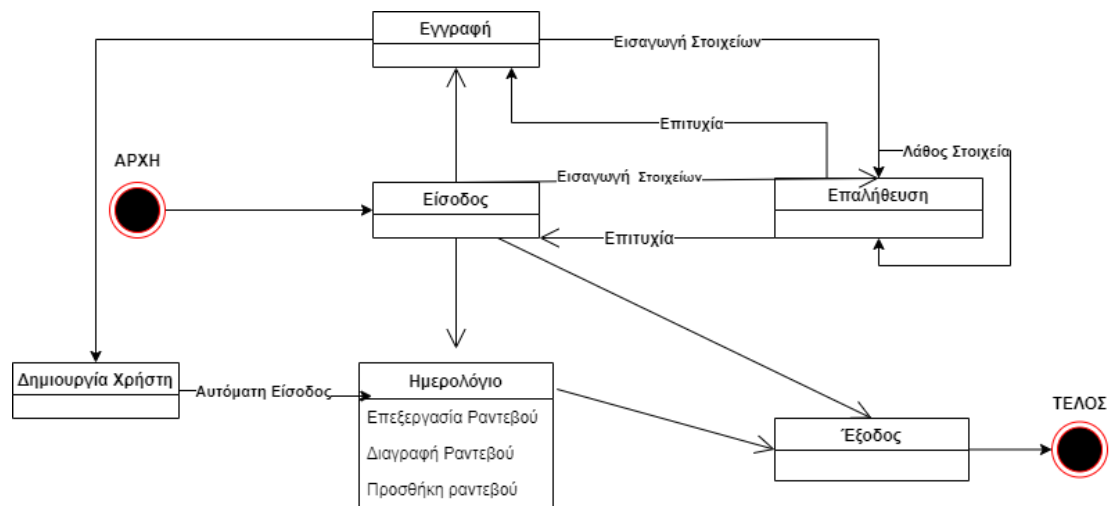 Εγγραφή
Εισαγωγή Στοιχείων
Επιτυχία
Λάθος Στοιχεία
ΑΡΧΗ
Εισαγωγή Στοιχείων
Είσοδος
Επαλήθευση
Επιτυχία
Δημιουργία Χρήστη
Αυτόματη Είσοδος
Ημερολόγιο
Επεξεργασία Ραντεβού
Διαγραφή Ραντεβού
Προσθήκη ραντεβού
Έξοδος
ΤΕΛΟΣ